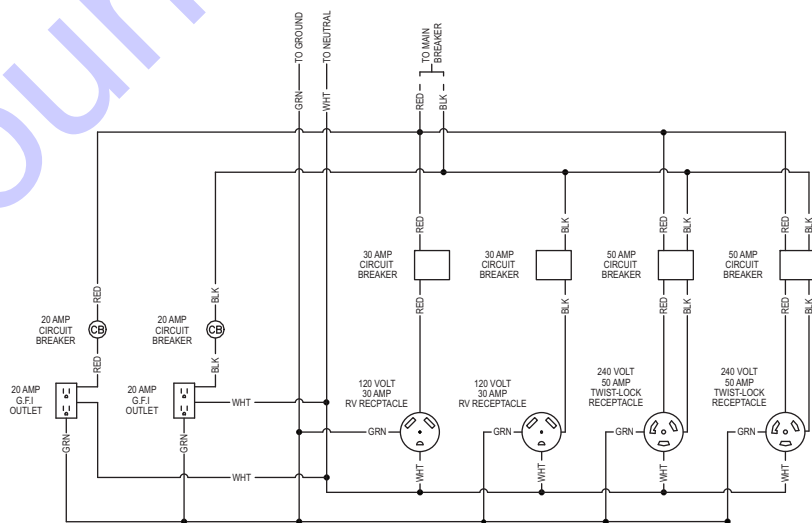 TO GROUND
TO NEUTRAL
TO MAIN
BREAKER
GRN
WHT
RED
BLK
RED
BLK
RED
BLK
RED
BLK
30 AMP
CIRCUIT
BREAKER
30 AMP
CIRCUIT
BREAKER
50 AMP
CIRCUIT
BREAKER
50 AMP
CIRCUIT
BREAKER
RED
BLK
RED
BLK
RED
BLK
RED
BLK
20 AMP
CIRCUIT
BREAKER
CB
20 AMP
CIRCUIT
BREAKER
CB
RED
BLK
20 AMP
G.F.I
OUTLET
20 AMP
G.F.I
OUTLET
120 VOLT
30 AMP
RV RECPTACLE
120 VOLT
30 AMP
RV RECEPTACLE
240 VOLT
50 AMP
TWIST-LOCK
RECEPTACLE
240 VOLT
50 AMP
TWIST-LOCK
RECEPTACLE
WHT
GRN
GRN
GRN
GRN
GRN
GRN
WHT
WHT
WHT
WHT
WHT